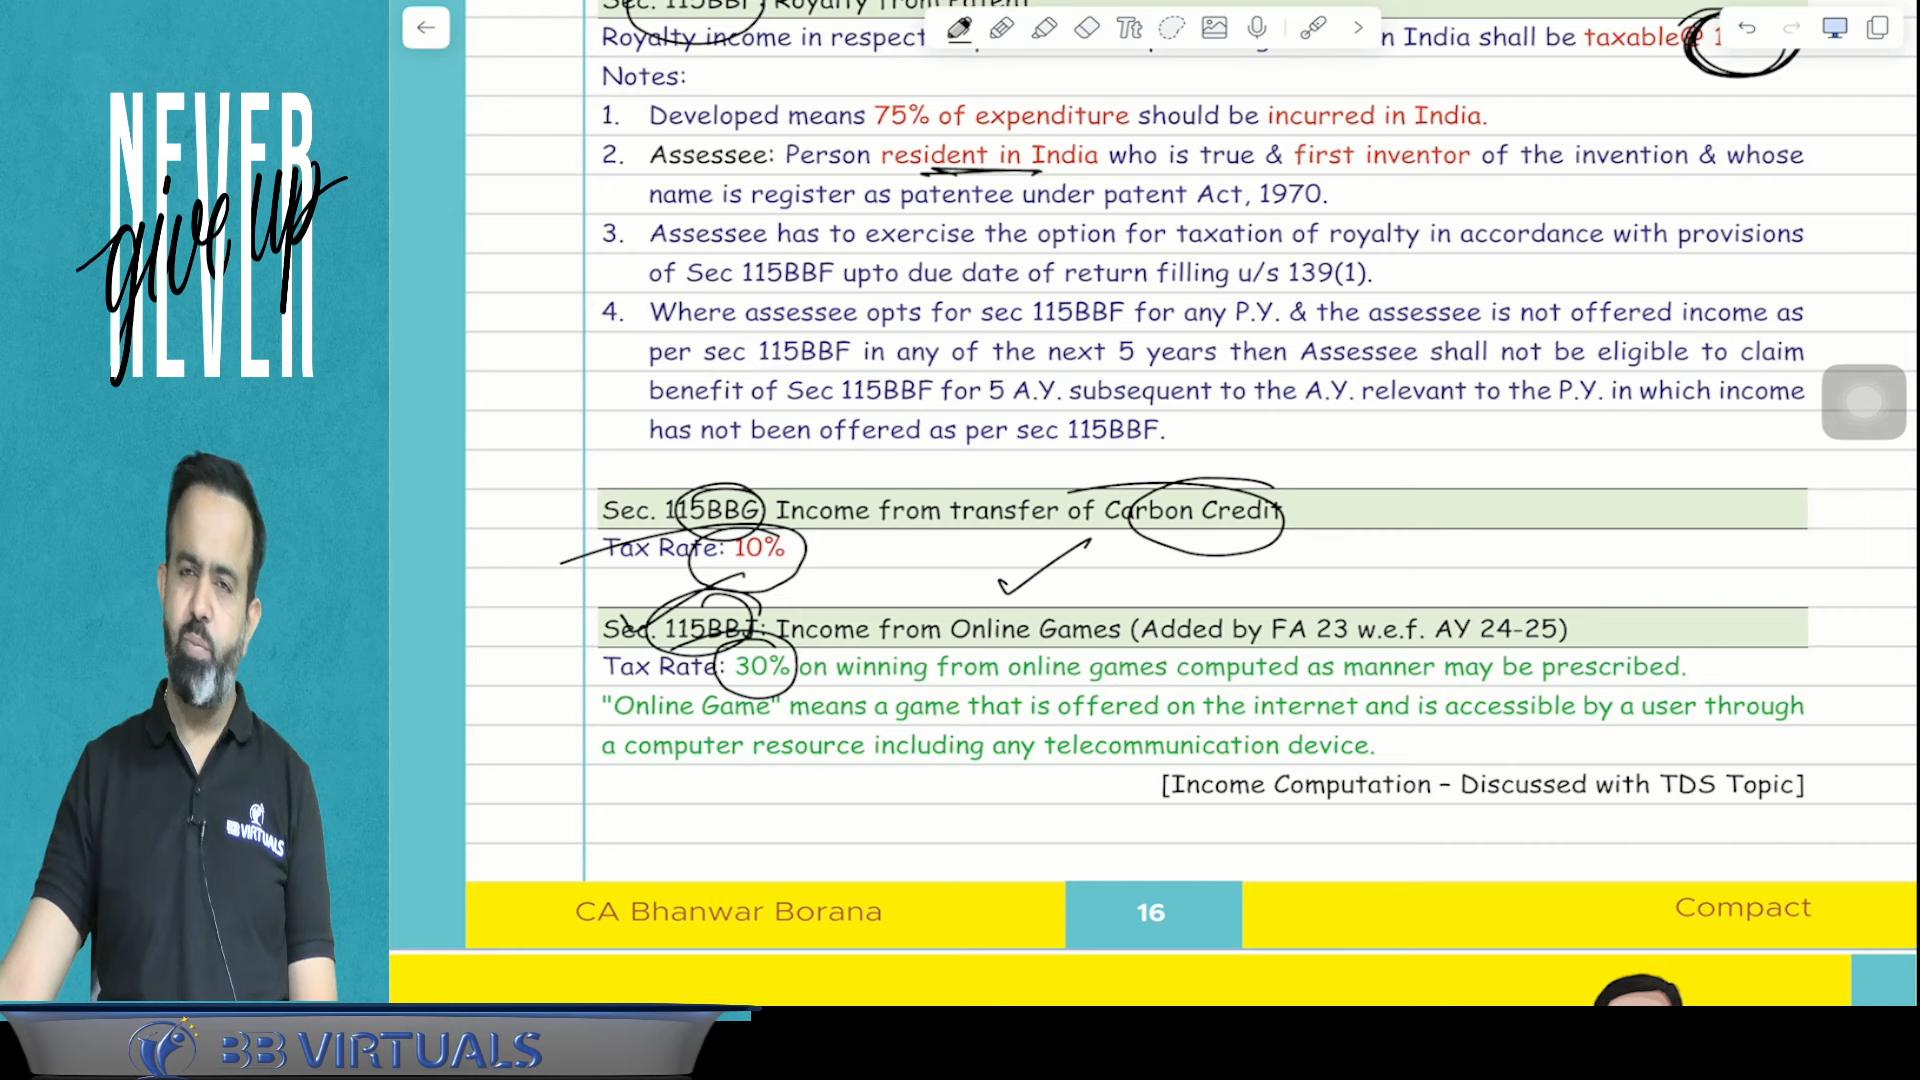 Sec. 115BBF: Royalty from Patent
Royalty income in respect n India shall be taxable@ 1
Notes:
1. Developed means 75% of expenditure should be incurred in India.
2. Assessee: Person resident in India who is true & first inventor of the invention & whose
name is register as patentee under patent Act, 1970.
3. Assessee has to exercise the option for taxation of royalty in accordance with provisions
of Sec 115BBF upto due date of return filling u/s 139(1).
4. Where assessee opts for sec 115BBF for any P.Y. & the assessee is not offered income as
per sec 115BBF in any of the next 5 years then Assessee shall not be eligible to claim
benefit of Sec 115BBF for 5 A.Y. subsequent to the A.Y. relevant to the P.Y. in which income
has not been offered as per sec 115BBF.
Sec. 115BBG Income from transfer of Carbon Credit
Tax Rate: 10%
Sec. 115BBJ: Income from Online Games (Added by FA 23 w.e.f. AY 24-25)
Tax Rate: 30% on winning from online games computed as manner may be prescribed.
"Online Game" means a game that is offered on the internet and is accessible by a user through
a computer resource including any telecommunication device.
[Income Computation – Discussed with TDS Topic]
CA Bhanwar Borana
16
Compact
NEVER
give up
NEVER
BB VIRTUALS
BB VIRTUALS
Tt